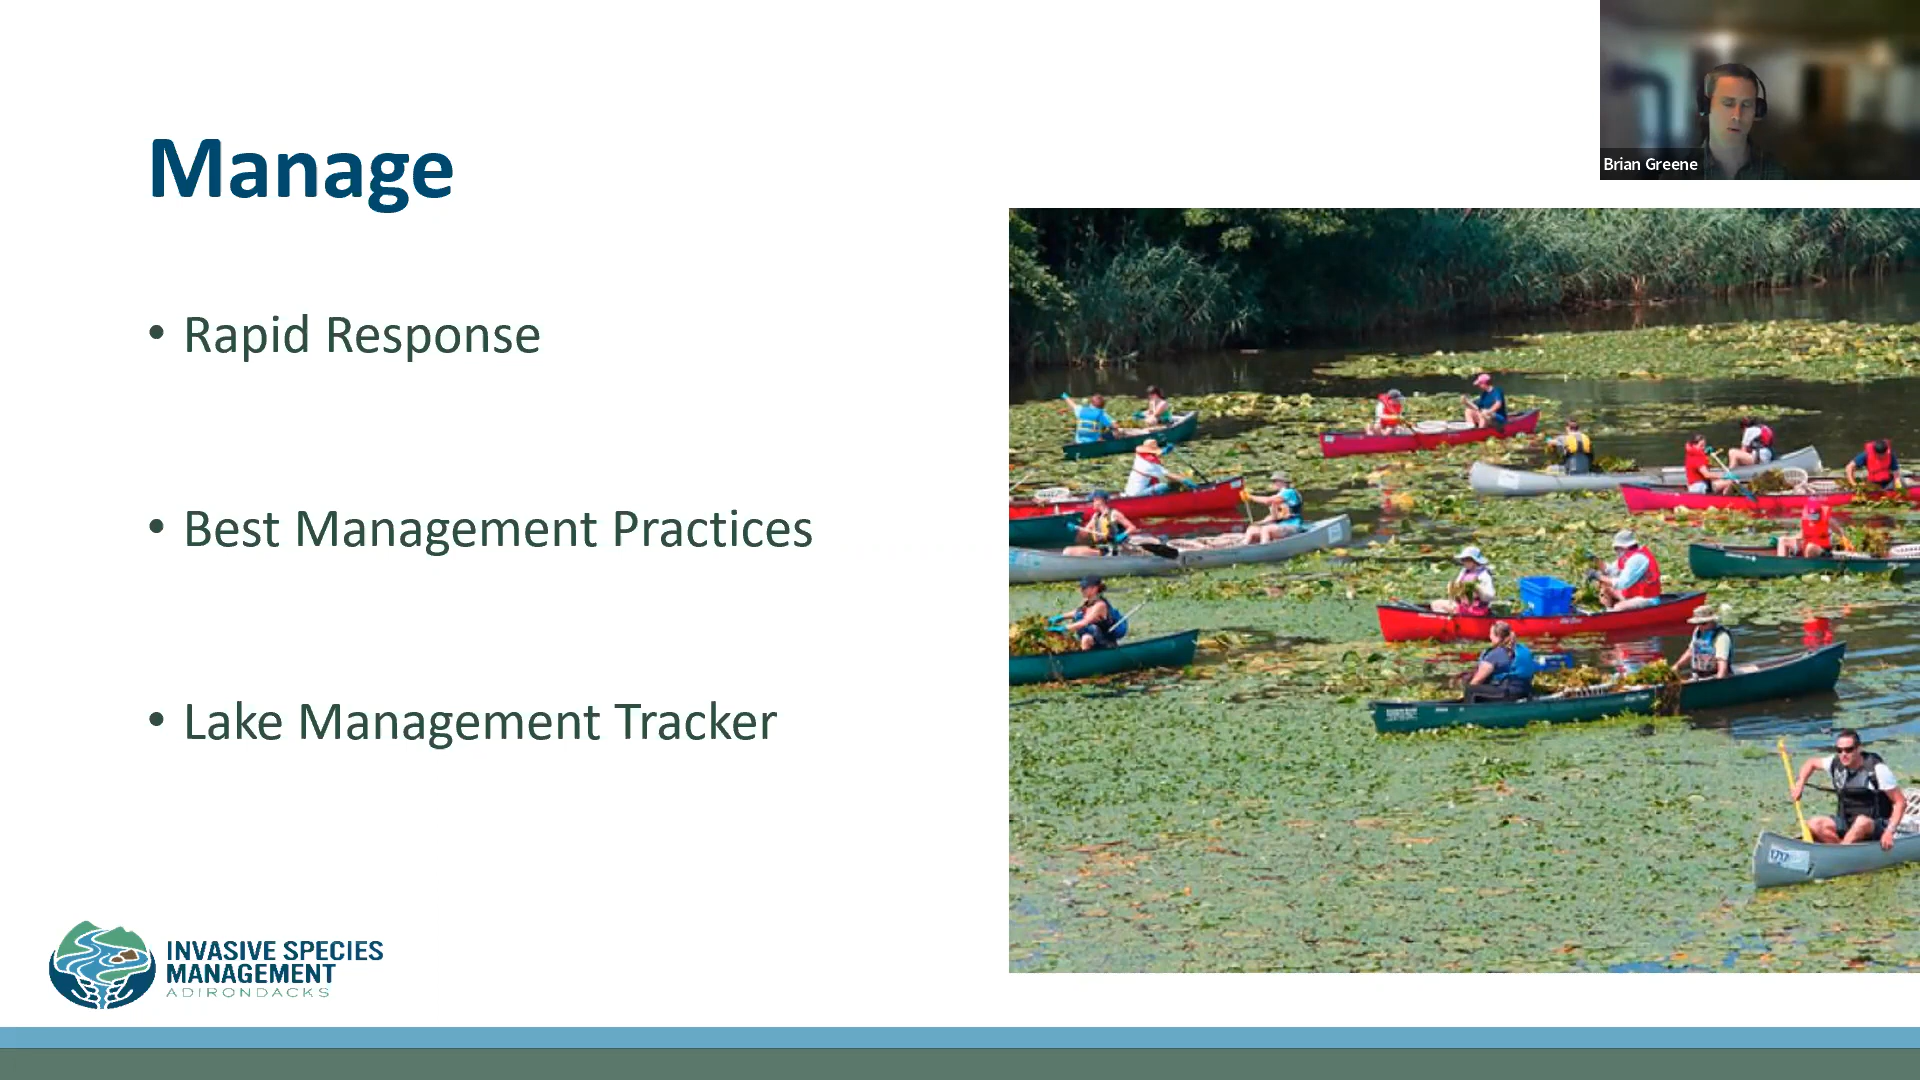 Brian Greene
Manage
• Rapid Response
• Best Management Practices
• Lake Management Tracker
INVASIVE SPECIES
MANAGEMENT
ADIRONDACKS